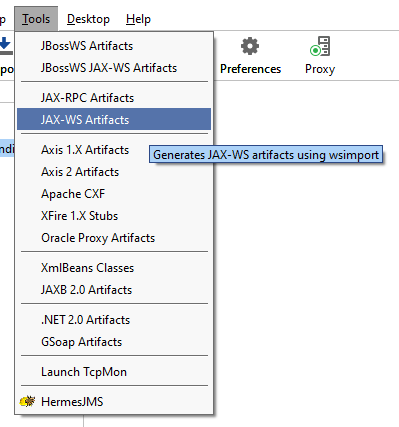 p Tools Desktop Help
JBossWS Artifacts
JBossWS JAX-WS Artifacts
po Preferences Proxy
JAX-RPC Artifacts
JAX-WS Artifacts
ndi Axis 1.X Artifacts
Generates JAX-WS artifacts using wsimport
Axis 2 Artifacts
Apache CXF
XFire 1.X Stubs
Oracle Proxy Artifacts
XmlBeans Classes
JAXB 2.0 Artifacts
.NET 2.0 Artifacts
GSoap Artifacts
Launch TcpMon
HermesJMS